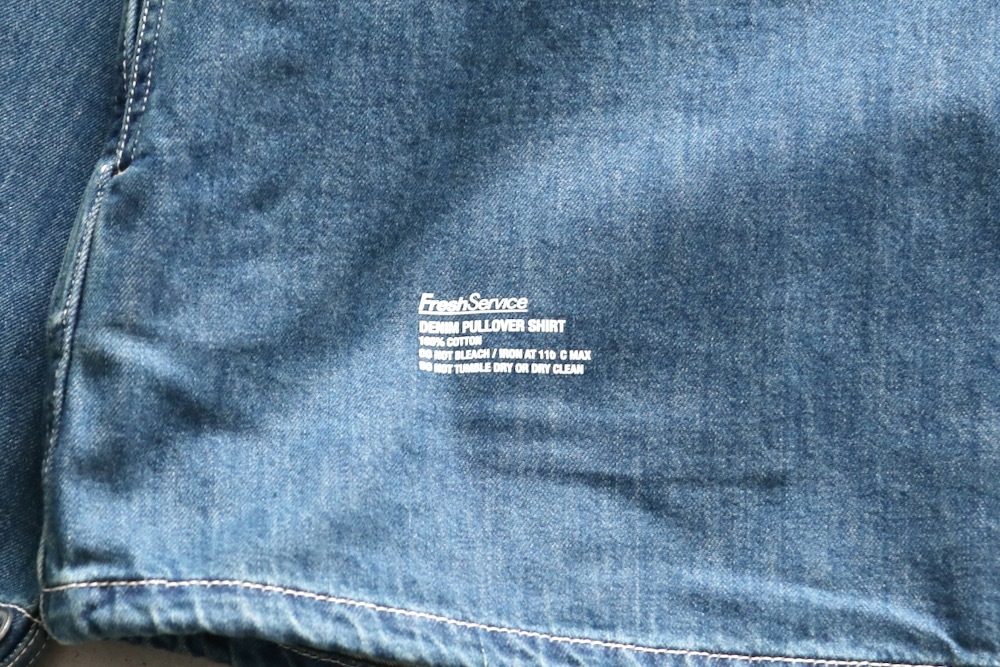 FreshService
DENIM PULLOVER SHIRT
100% COTTON
DO NOT BLEACH / IRON AT 110 C MAX
DO NOT TUMBLE DRY OR DRY CLEAN